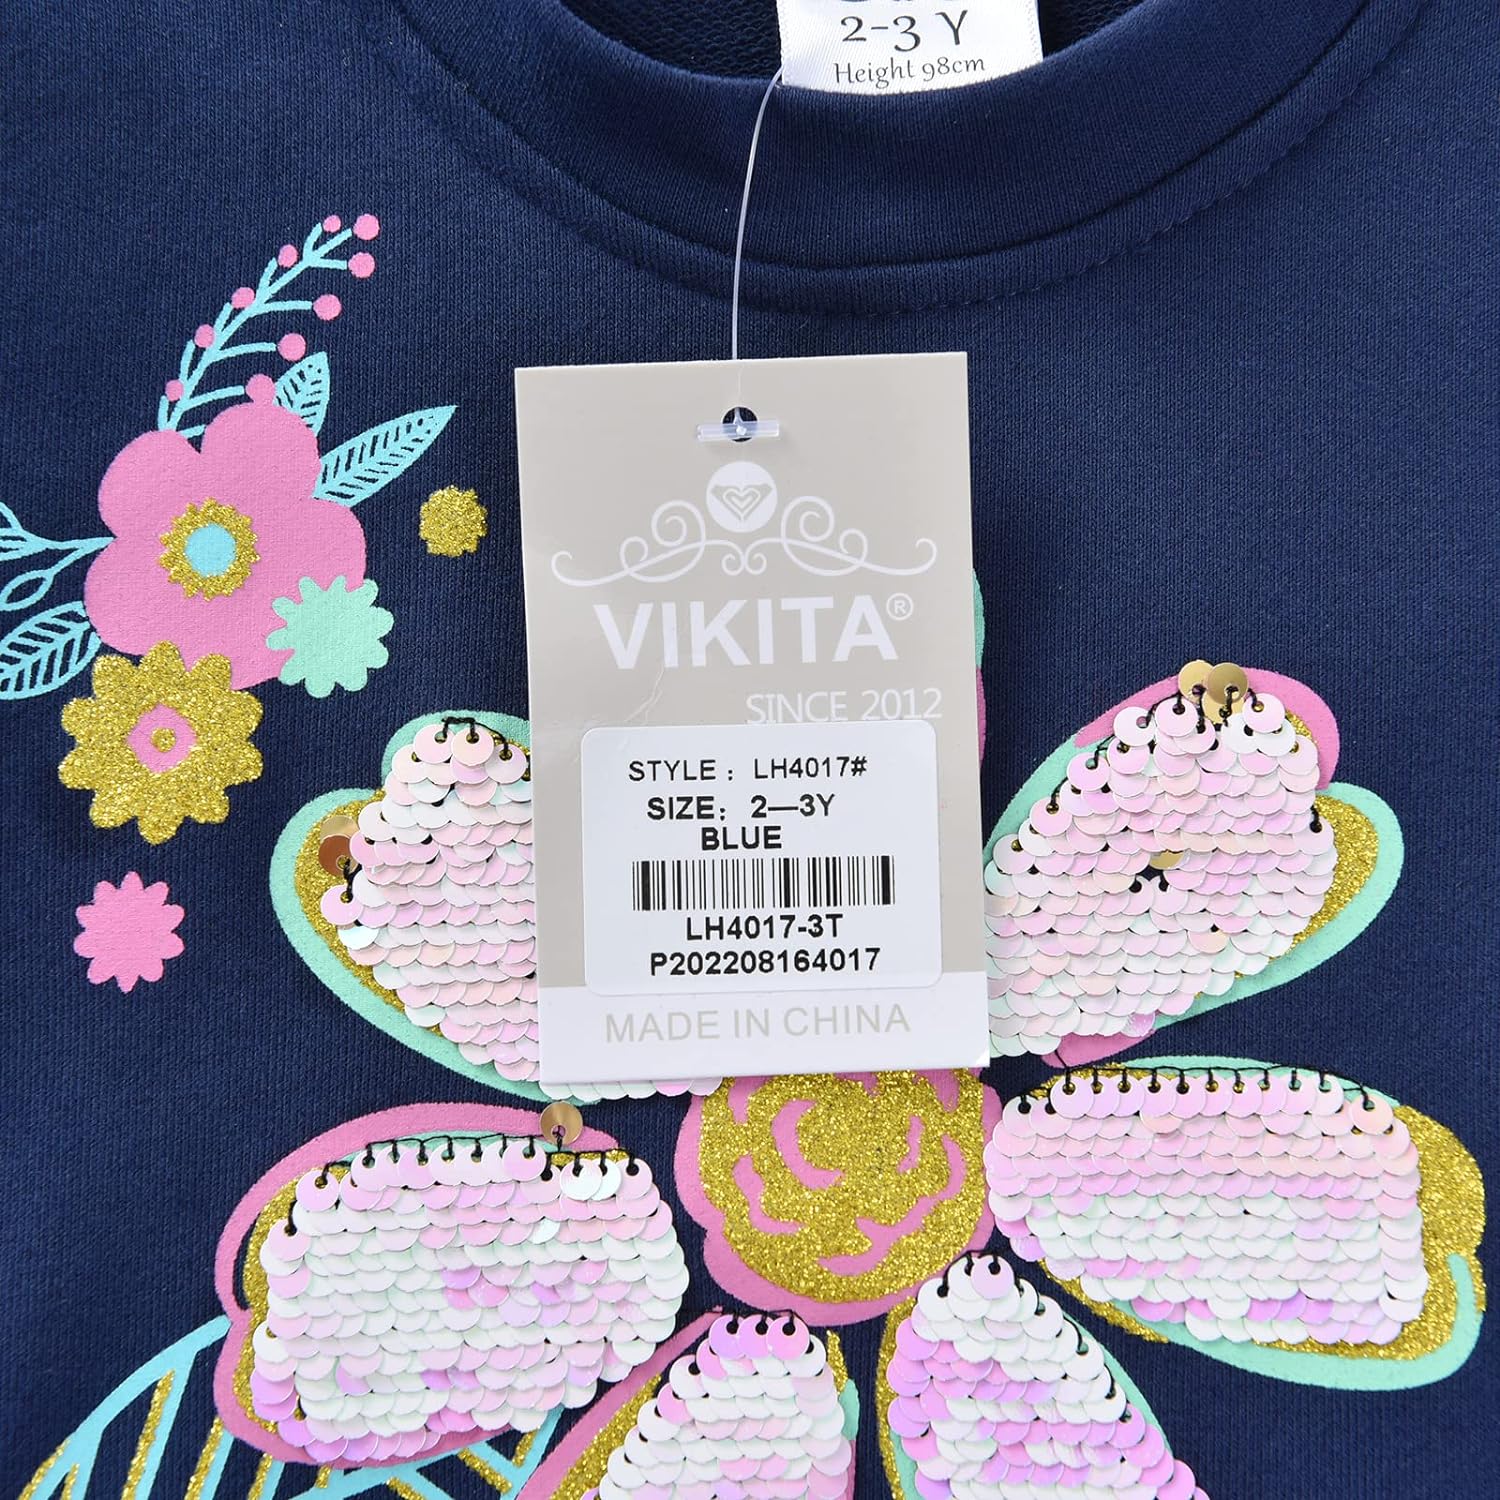 2-3 Y
Height 98cm
VIKITA®
SINCE 2012
STYLE : LH4017#
SIZE: 2—3Y
BLUE
LH4017-3T
P202208164017
MADE IN CHINA